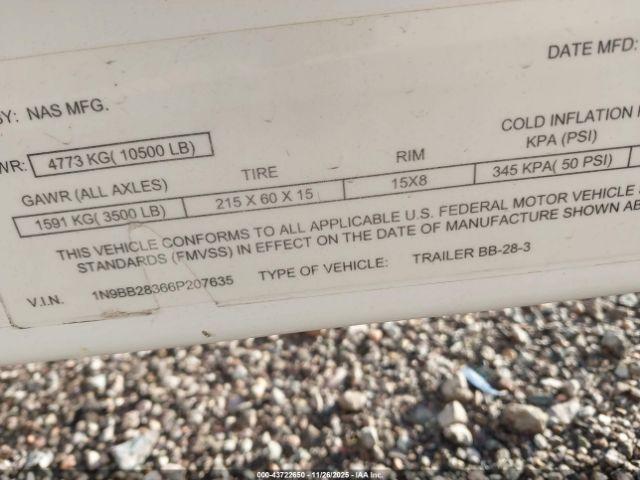 DATE MFD:
BY: NAS MFG.
COLD INFLATION
WR: 4773 KG( 10500 LB)
TIRE RIM KPA (PSI)
GAWR (ALL AXLES)
1591 KG( 3500 LB) 215 X 60 X 15 15X8 345 KPA( 50 PSI)
THIS VEHICLE CONFORMS TO ALL APPLICABLE U.S. FEDERAL MOTOR VEHICLE
STANDARDS (FMVSS) IN EFFECT ON THE DATE OF MANUFACTURE SHOWN AB
V.I.N. 1N9BB28366P207635 TYPE OF VEHICLE: TRAILER BB-28-3
000-43722650 | 11/26/2025 | IAA Inc.